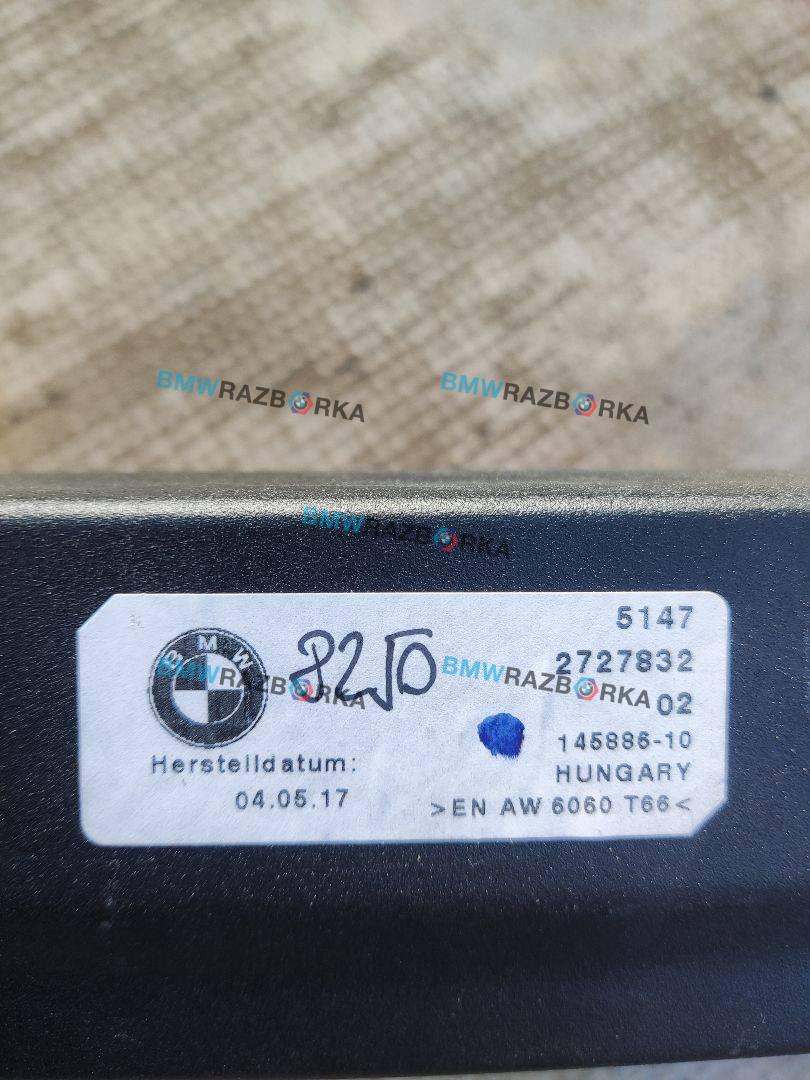 BMWRAZBORKA
BMWRAZBORKA
BMWRAZBORKA
BMW
8250
5147
2727832
BMWRAZBORKA
BMWRAZBORKA
02
145886-10
Herstelldatum:
HUNGARY
04.05.17
>EN AW 6060 T66<